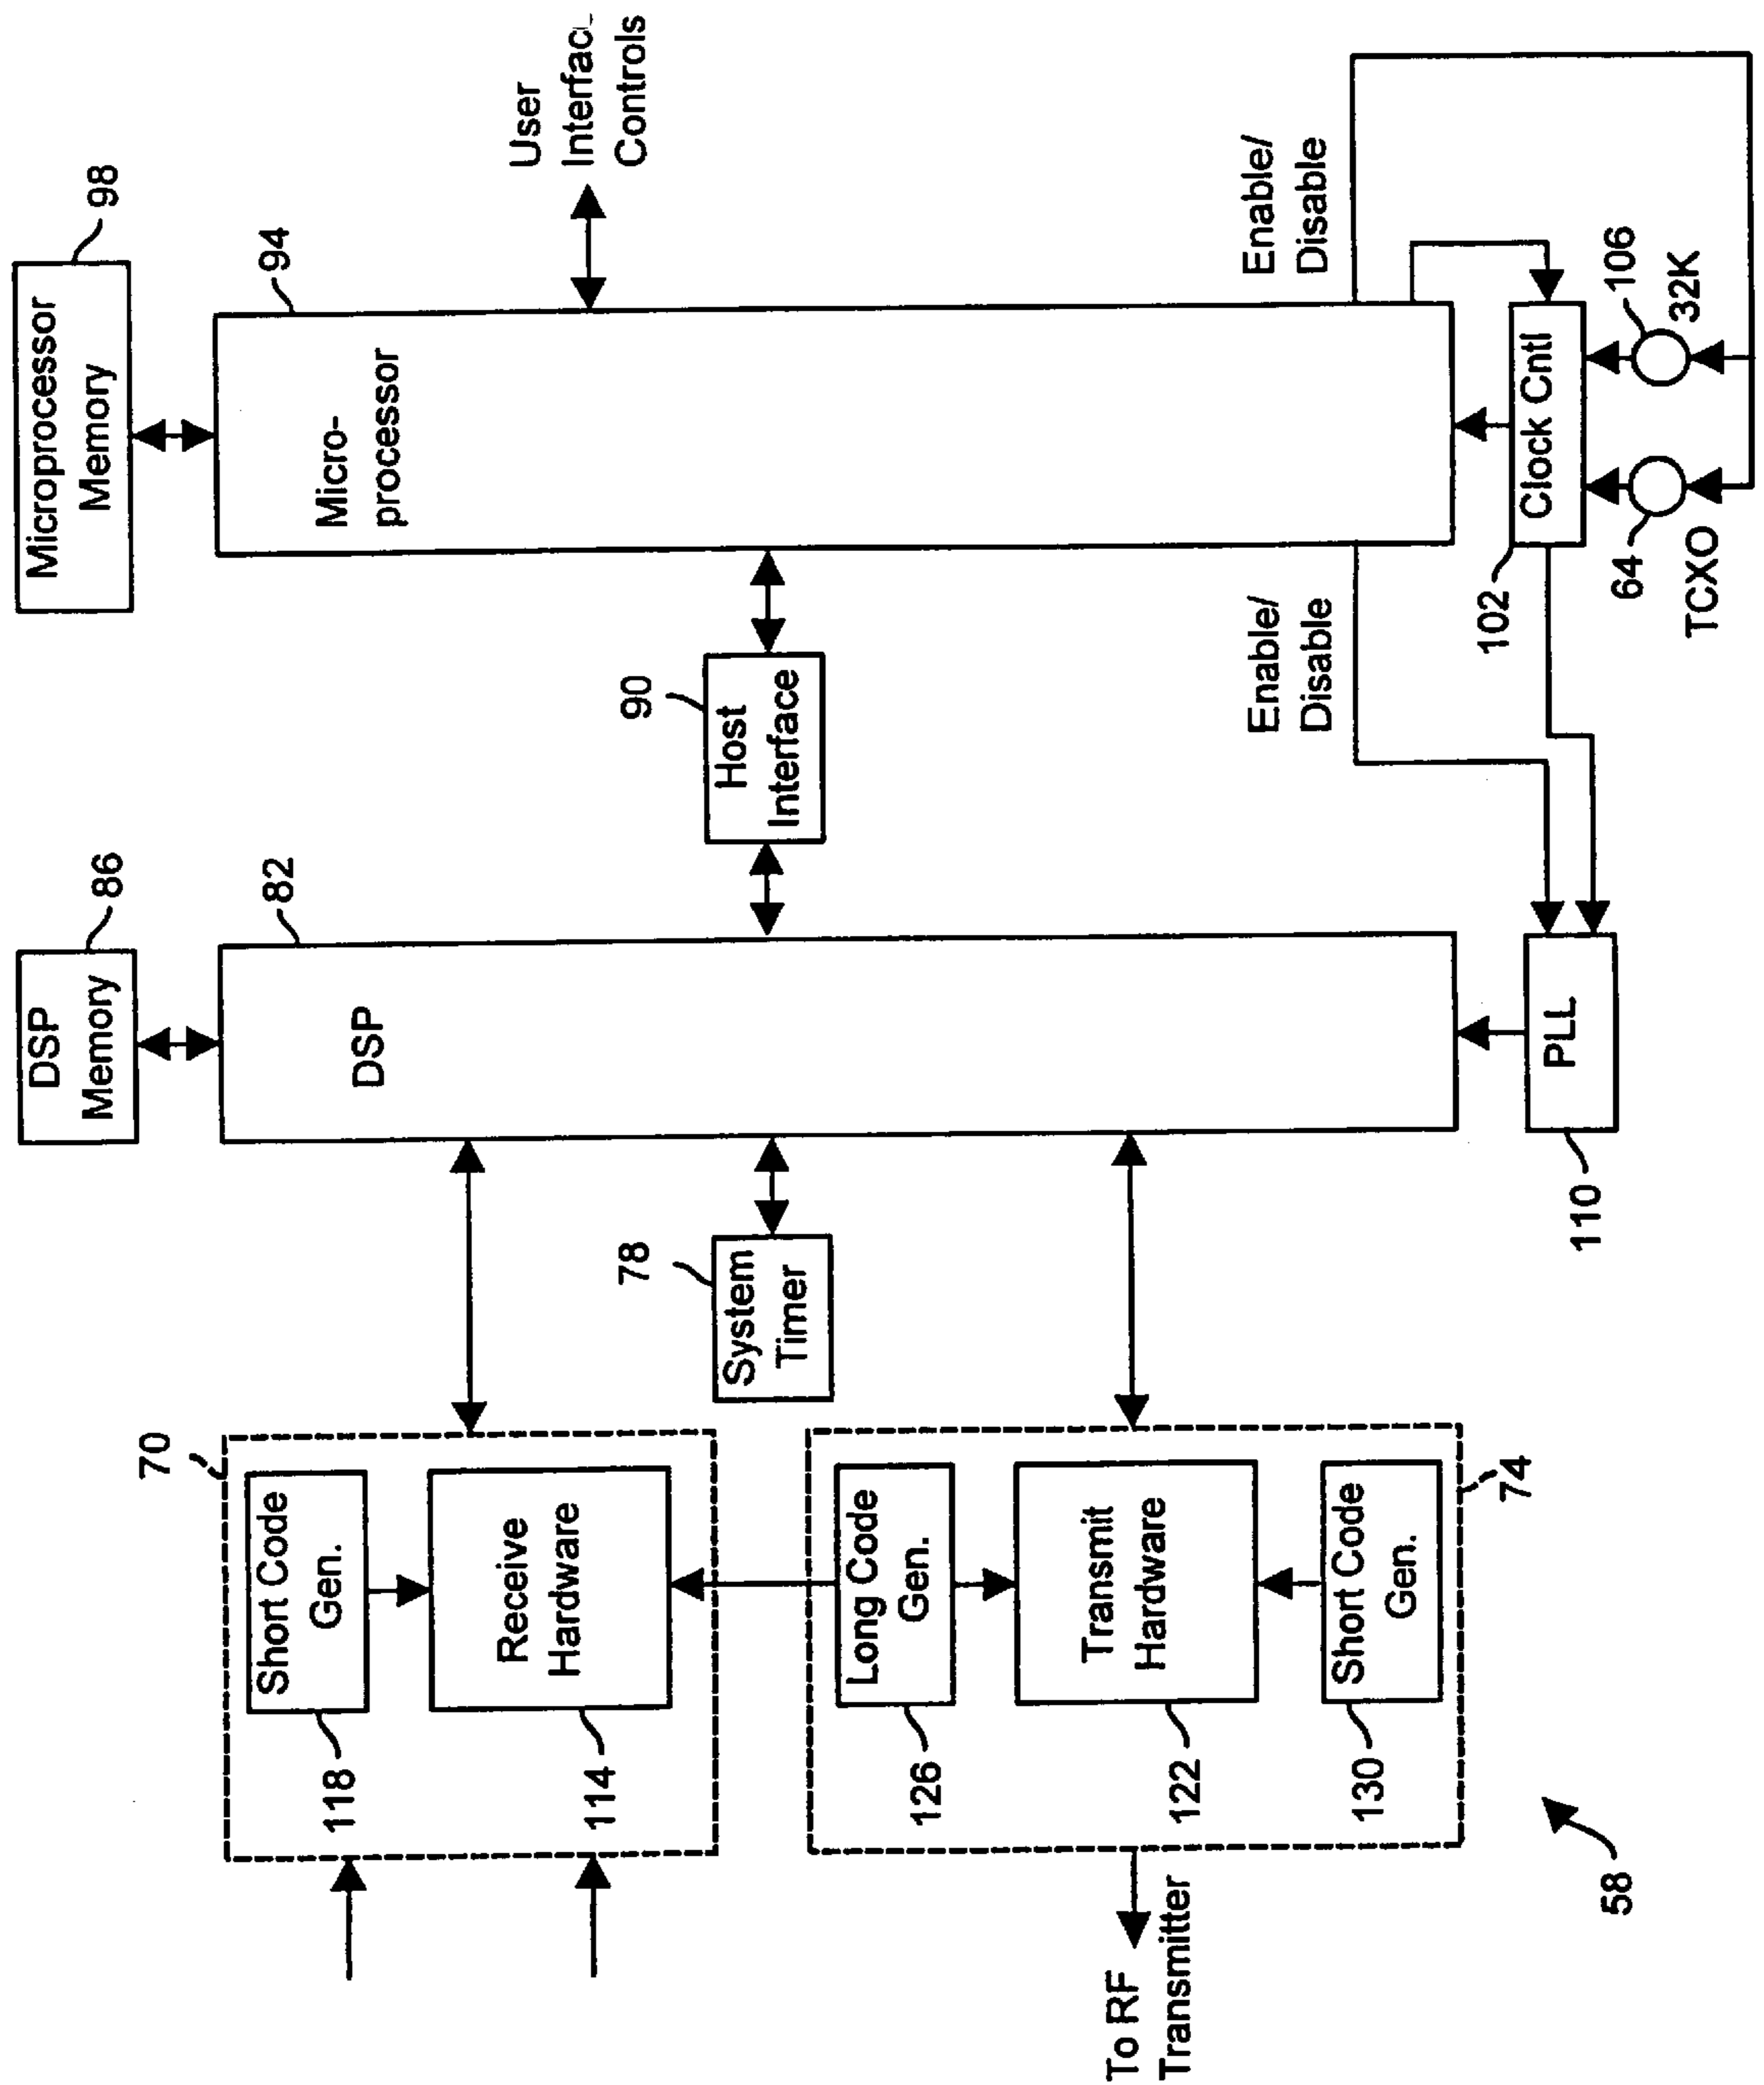 DSP
Memory
86
Microprocessor
Memory
98
70
Short Code
Gen.
118
Receive
Hardware
114
82
DSP
94
Micro-
processor
User
Controls
78
System
Timer
90
Host
Interface
Long Code
Gen.
126
Transmit
Hardware
122
Short Code
Gen.
130
74
To RF
Transmitter
Enable/
Disable
Enable/
Disable
110
PLL
102
Clock Cntl
64
TCXO
106
32K
58